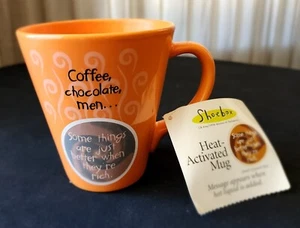 Coffee,
chocolate,
men...
Some things
are just
better when
they're
rich.
Shoebox
Heat-
Activated
Mug
Message appears when
hot liquid is added.